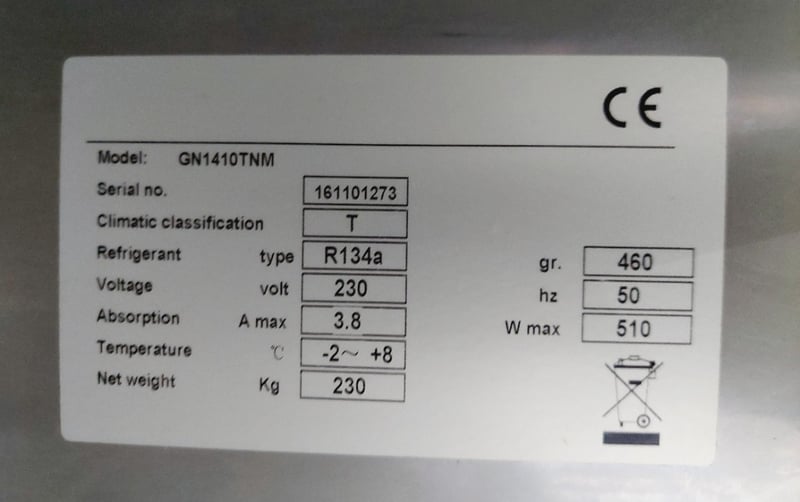 CE
Model: GN1410TNM
Serial no. 161101273
Climatic classification T
Refrigerant type R134a gr. 460
Voltage volt 230 hz 50
Absorption A max 3.8 W max 510
Temperature ℃ -2～ +8
Net weight Kg 230